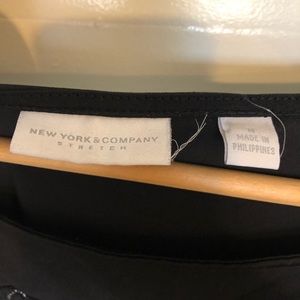 NEW YORK & COMPANY
STRETCH
MADE IN
PHILIPPINES